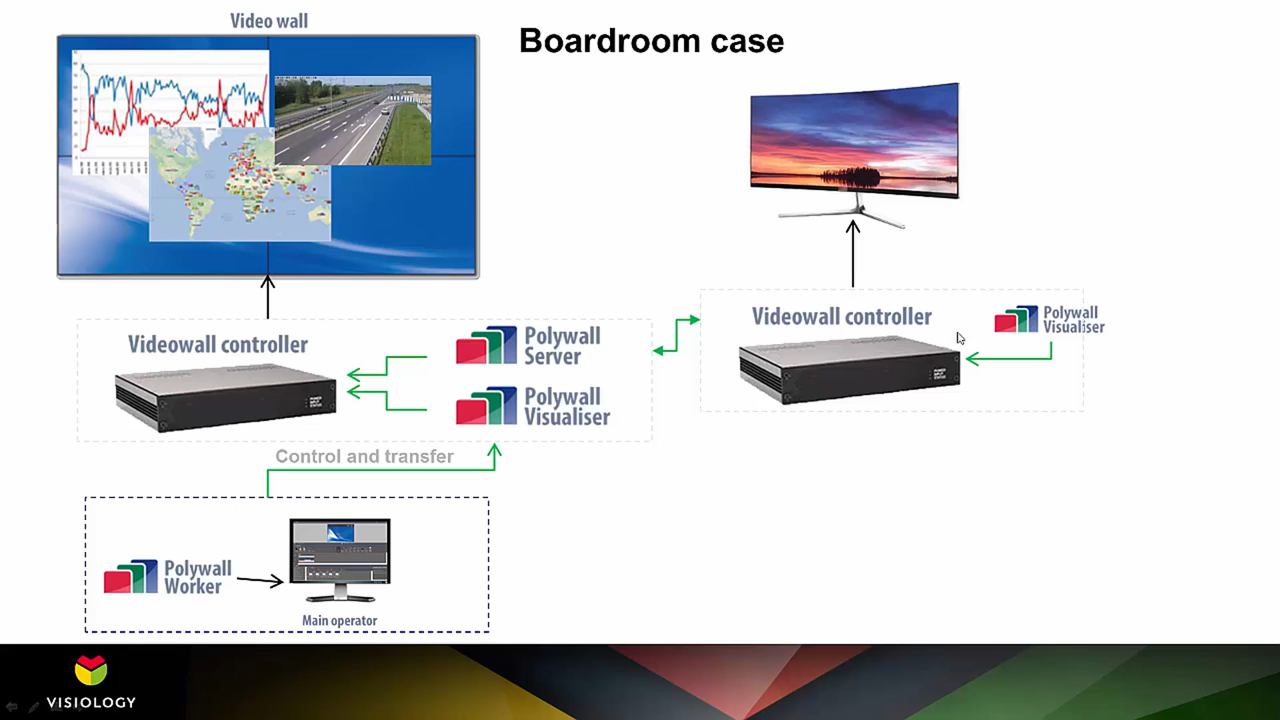 Video wall
Boardroom case
Videowall controller
Polywall
Server
Polywall
Visualiser
Videowall controller
Polywall
Visualiser
Control and transfer
Polywall
Worker
Main operator
VISIOLOGY